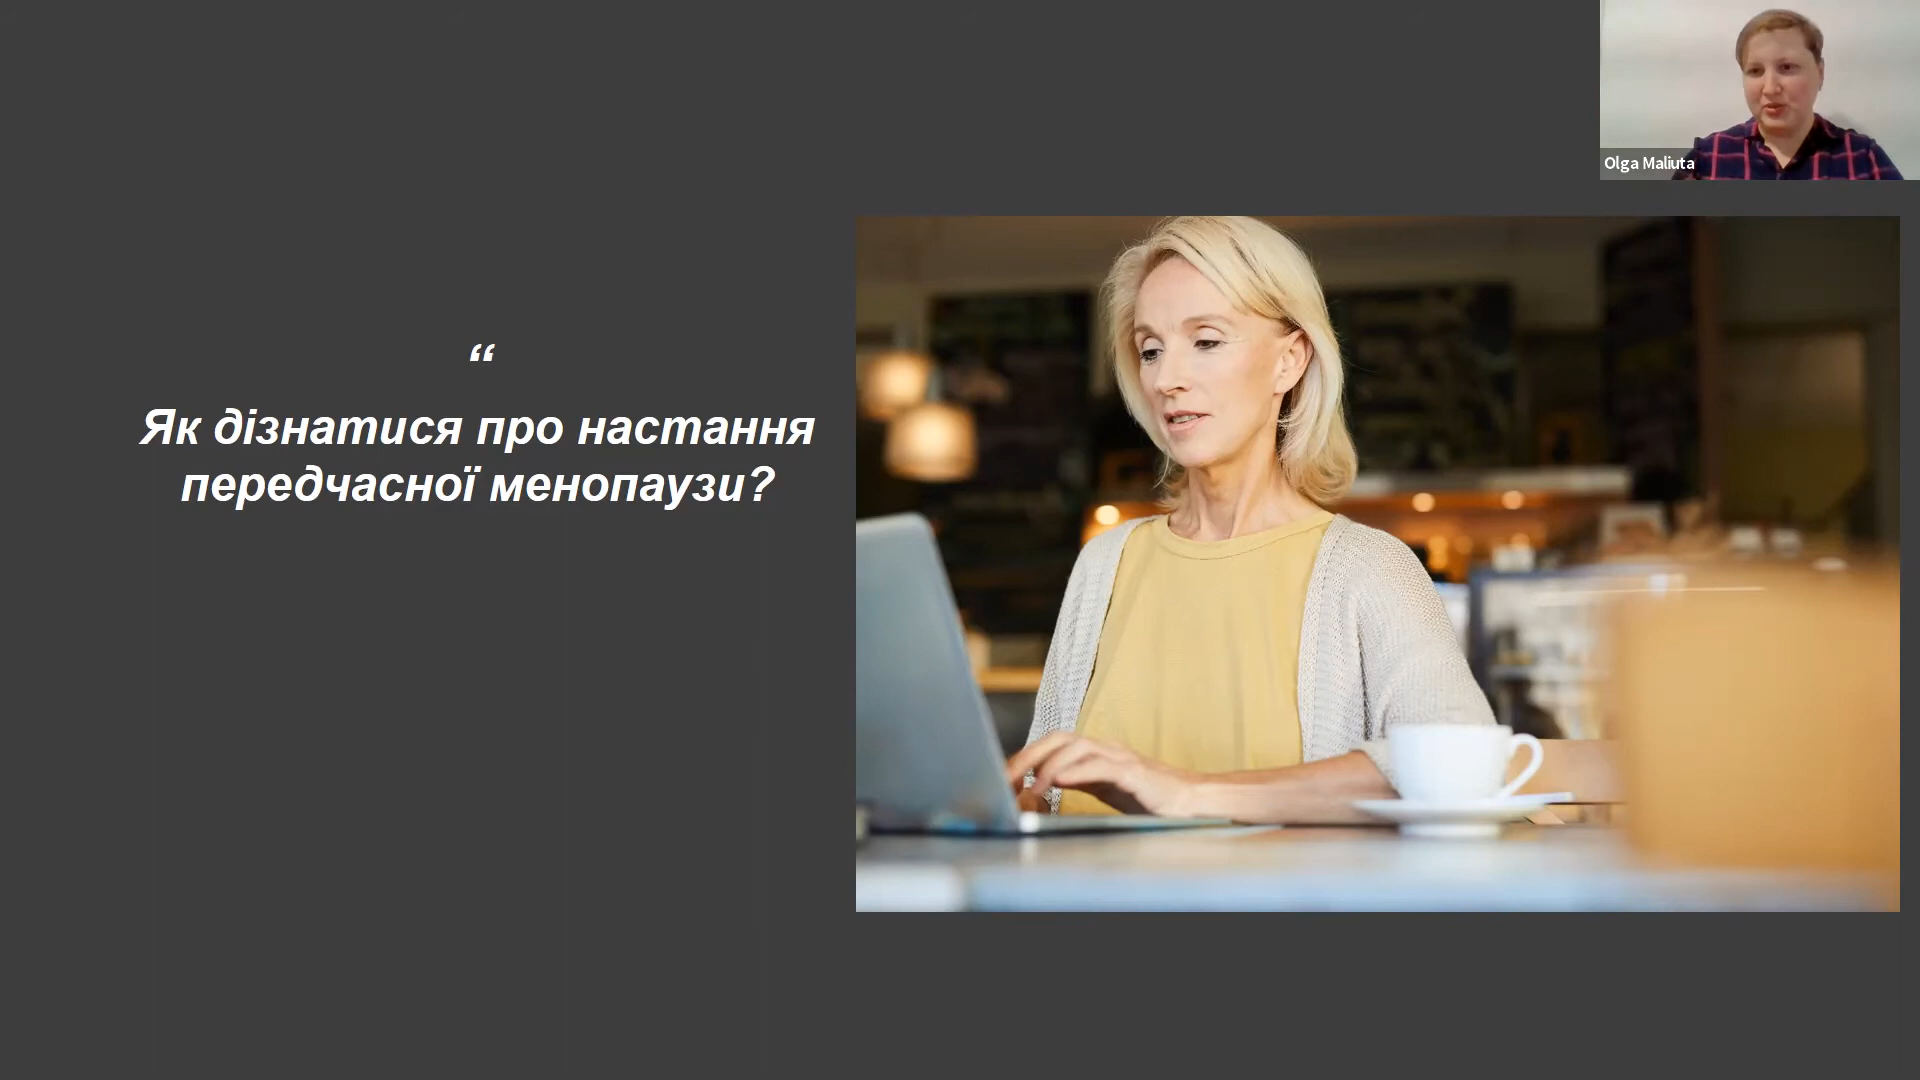 Olga Maliuta
“
Як дізнатися про настання
передчасної менопаузи?